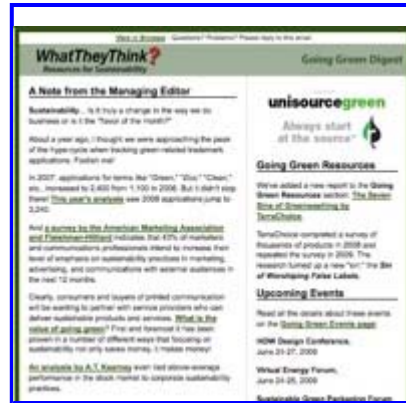 View in Browser Questions? Problems? Please reply to this email.
WhatTheyThink?
Resources for Sustainability
Going Green Digest
A Note from the Managing Editor
Sustainability... Is it truly a change in the way we do
business or is it the "flavor of the month?"
About a year ago, I thought we were approaching the peak
of the hype-cycle when tracking green-related trademark
applications. Foolish me!
In 2007, applications for terms like "Green," "Eco," "Clean,"
etc., increased to 2,400 from 1,100 in 2006. But it didn't stop
there! This year's analysis saw 2008 applications jump to
3,240.
And a survey by the American Marketing Association
and Fleishman-Hillard indicates that 43% of marketers
and communications professionals intend to increase their
level of emphasis on sustainability practices in marketing,
advertising, and communications with external audiences in
the next 12 months.
Clearly, consumers and buyers of printed communication
will be wanting to partner with service providers who can
deliver sustainable products and services. What is the
value of going green? First and foremost it has been
proven in a number of different ways that focusing on
sustainability not only saves money, it makes money!
An analysis by A.T. Kearney even tied above-average
performance in the stock market to corporate sustainability
practices.
unisourcegreen
Always start
at the source
Going Green Resources
We've added a new report to the Going
Green Resources section: The Seven
Sins of Greenwashing by
TerraChoice.
TerraChoice completed a survey of
thousands of products in 2008 and
repeated the survey in 2009. The
research turned up a new "sin;" the Sin
of Worshiping False Labels.
Upcoming Events
Read all the details about these events
on the Going Green Events page.
HOW Design Conference,
June 24-27, 2009
Virtual Energy Forum,
June 24-25, 2009
Sustainable Green Packaging Forum,